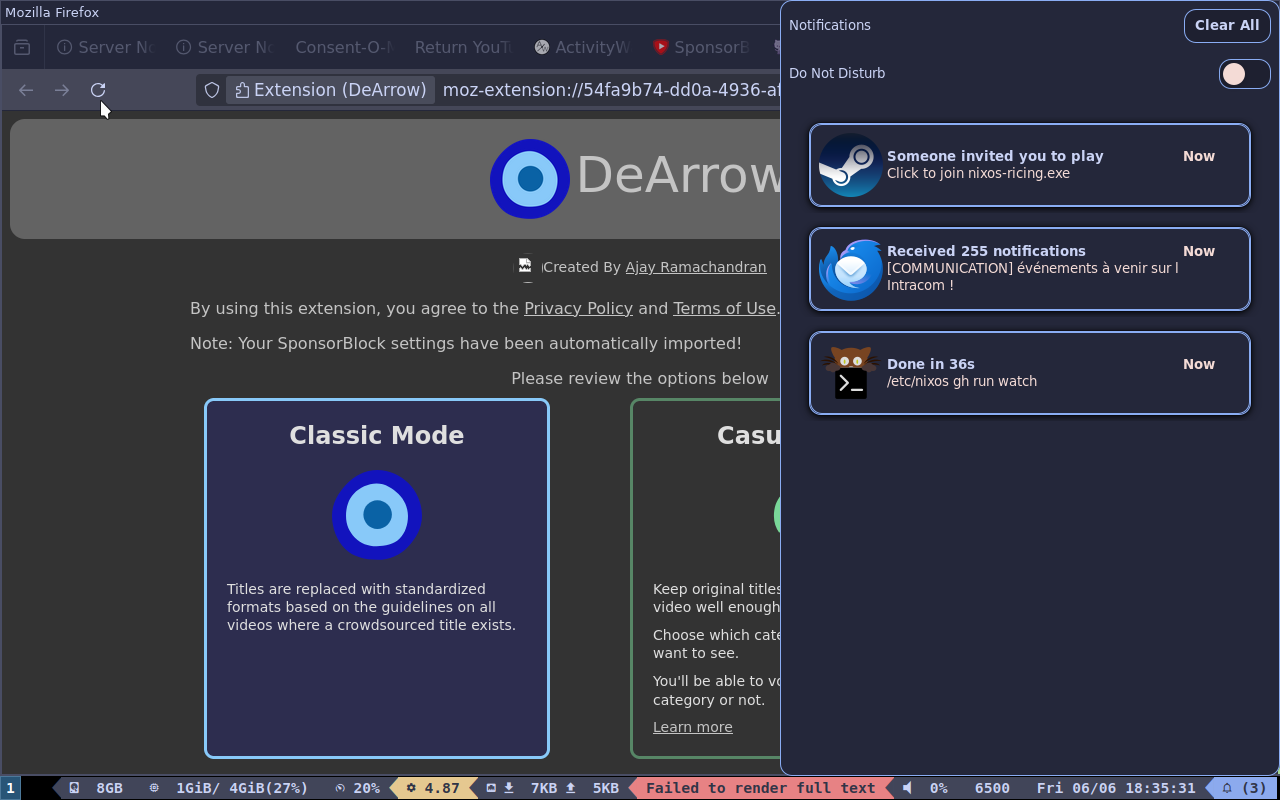 Mozilla Firefox
Server Nc
Server Nc
Consent-O-
Return YouT
ActivityW
SponsorB
Extension (DeArrow)
moz-extension://54fa9b74-dd0a-4936-af
DeArrow
Created By Ajay Ramachandran
By using this extension, you agree to the Privacy Policy and Terms of Use.
Note: Your SponsorBlock settings have been automatically imported!
Please review the options below
Classic Mode
Titles are replaced with standardized
formats based on the guidelines on all
videos where a crowdsourced title exists.
Casu
Keep original titles
video well enough
Choose which cate
want to see.
You'll be able to vo
category or not.
Learn more
Notifications
Clear All
Do Not Disturb
Someone invited you to play
Now
Click to join nixos-ricing.exe
Received 255 notifications
Now
[COMMUNICATION] événements à venir sur l
Intracom !
Done in 36s
Now
/etc/nixos gh run watch
1 8GB 1GiB/ 4GiB(27%) 20% 4.87 7KB 5KB Failed to render full text 0% 6500 Fri 06/06 18:35:31 (3)